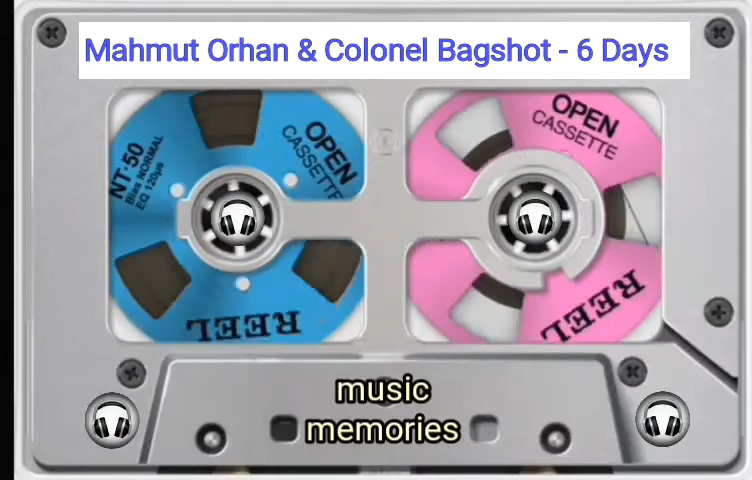 Mahmut Orhan & Colonel Bagshot - 6 Days
NT·50
Bias NORMAL
EQ 120μs
OPEN
CASSETTE
REEL
OPEN
CASSETTE
REEL
music
memories